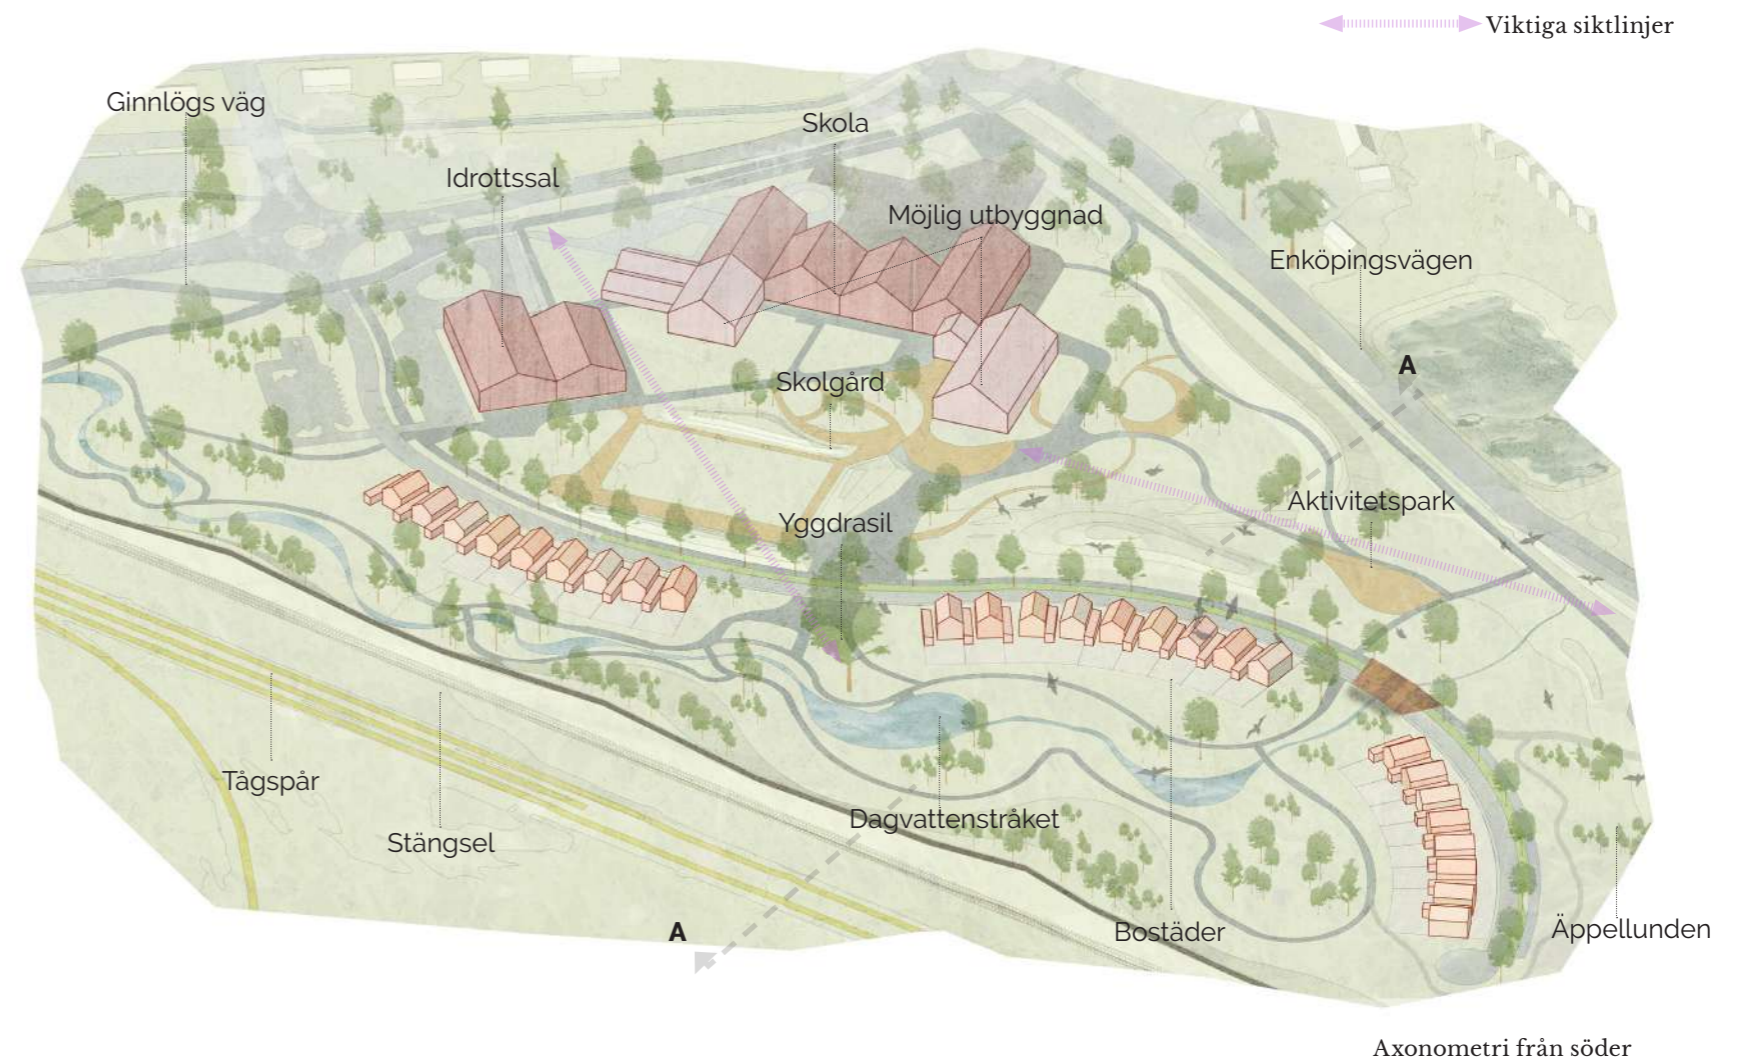 Viktiga siktlinjer
Ginnlögs väg
Skola
Idrottssal
Möjlig utbyggnad
Enköpingsvägen
A
Skolgård
Aktivitetspark
Yggdrasil
Tågspår
Dagvattenstråket
Stängsel
A
Bostäder
Äppellunden
Axonometri från söder